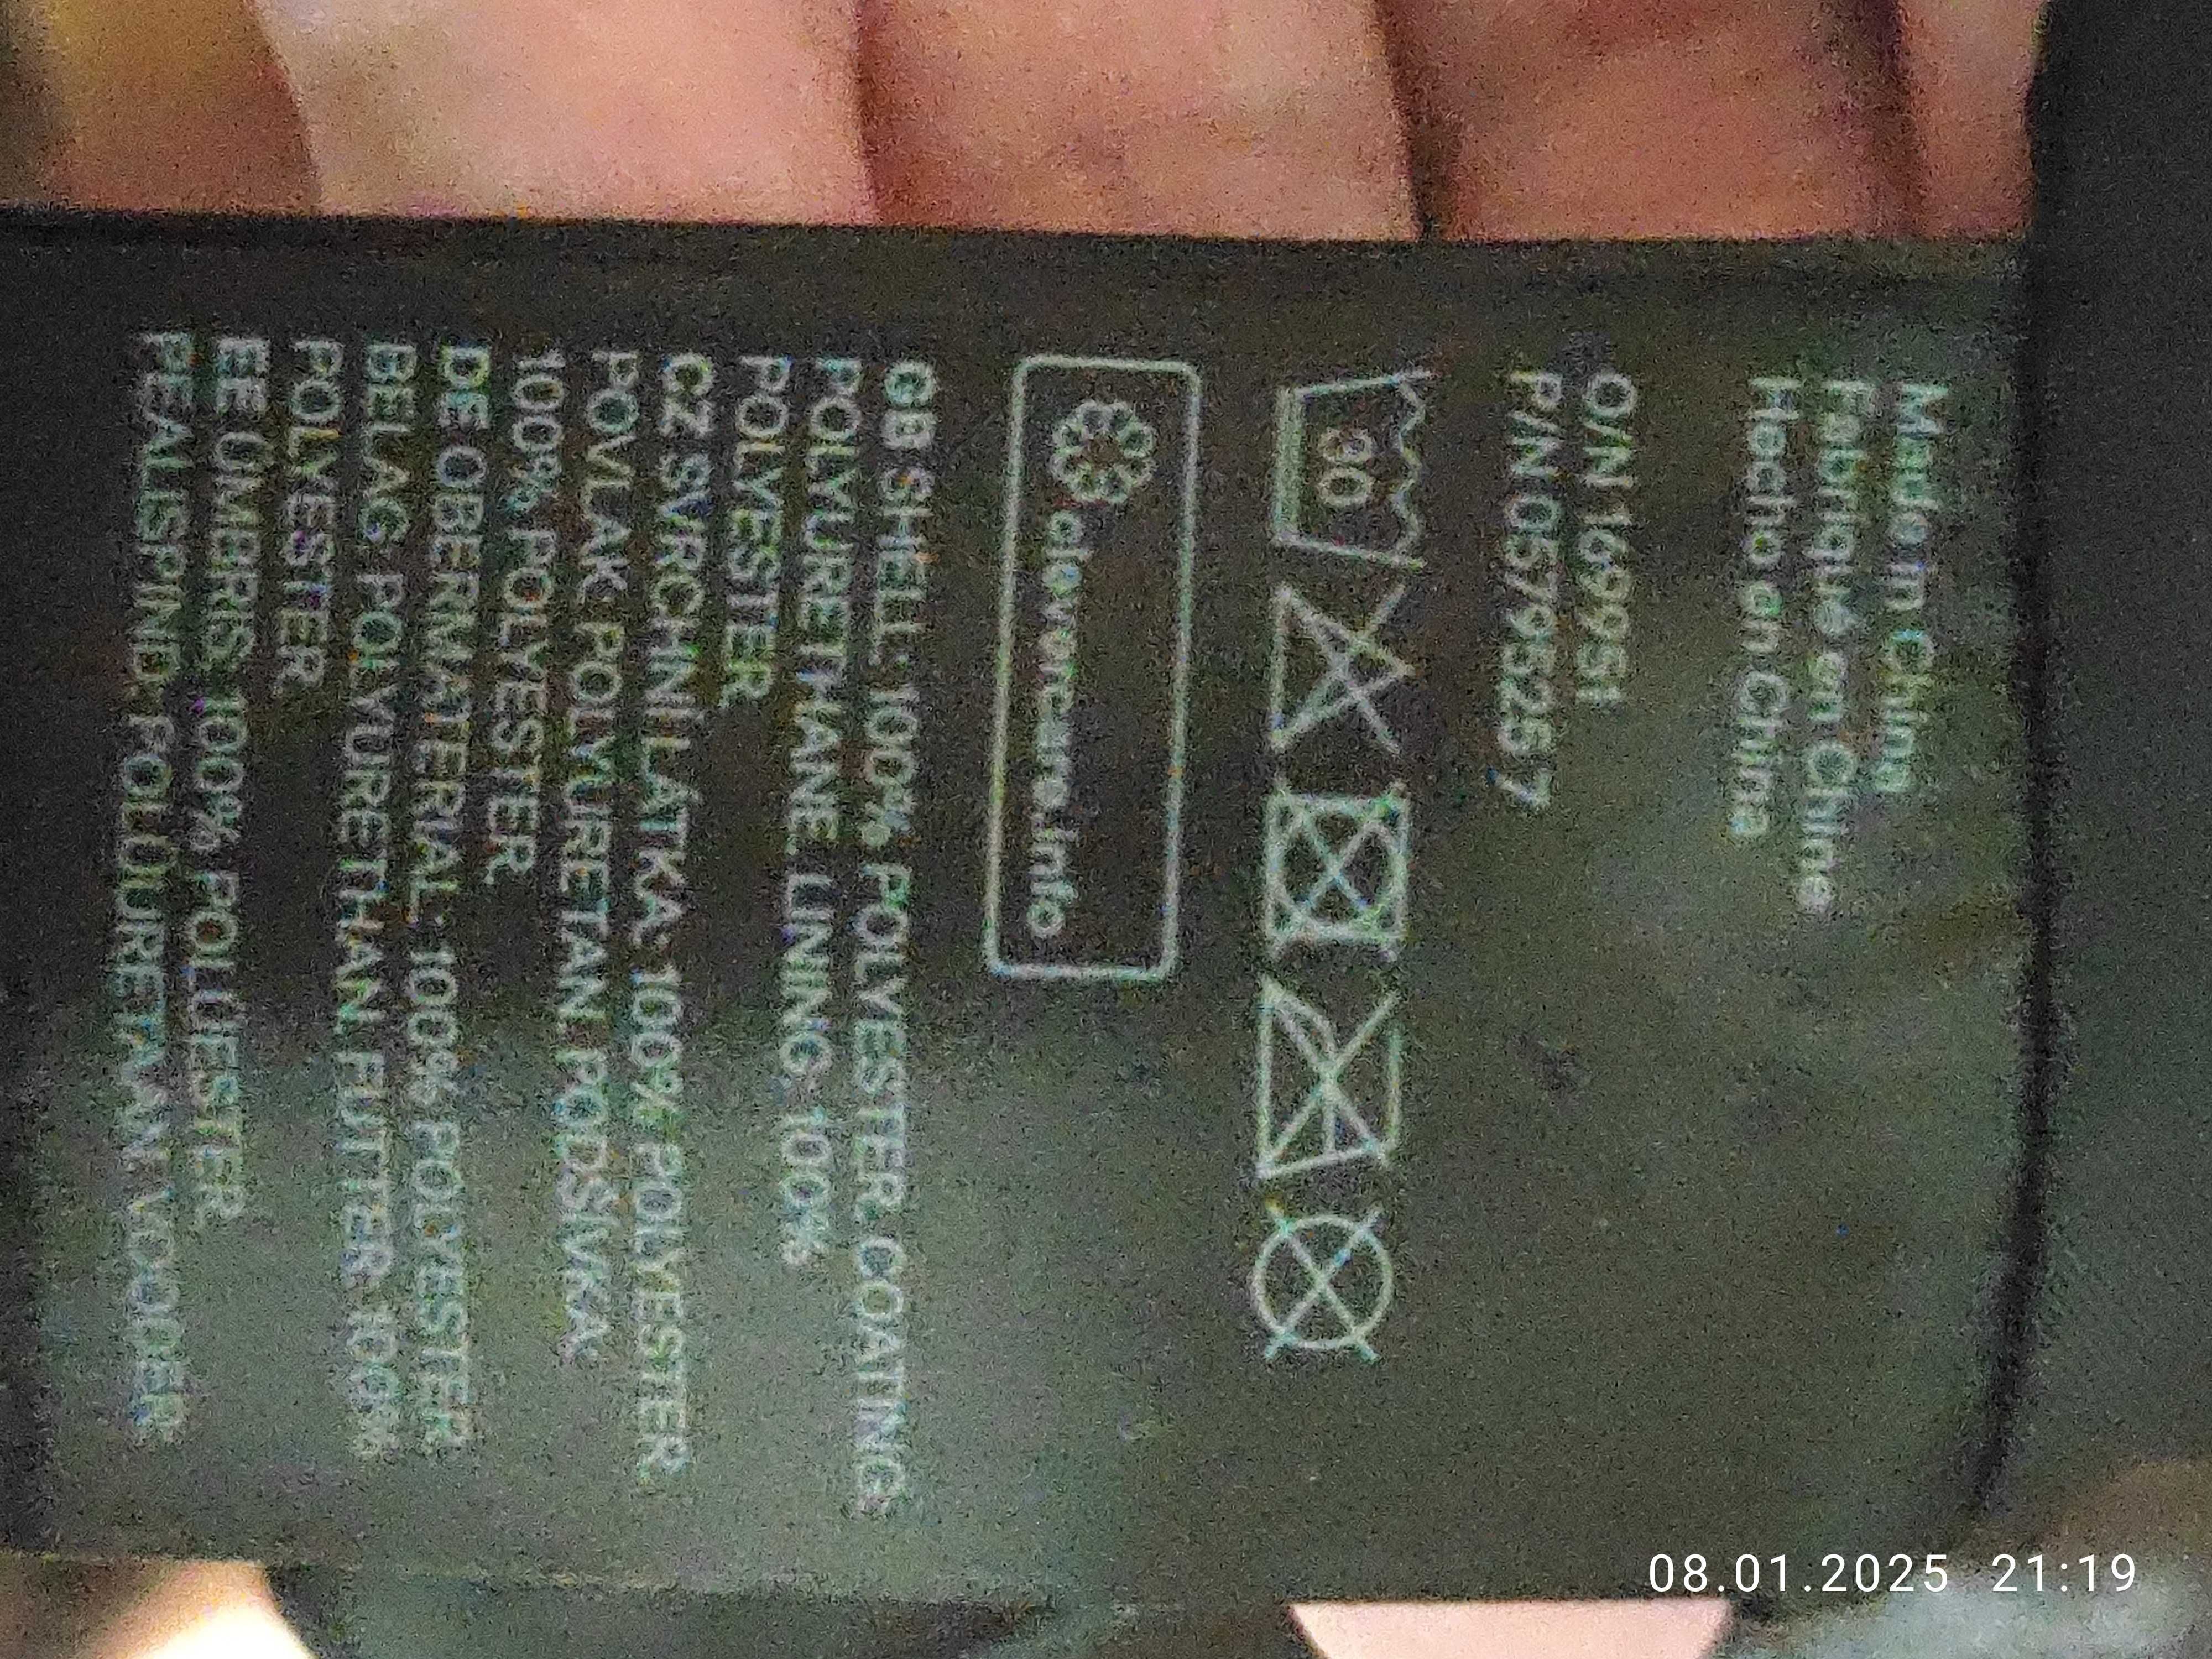 Made in China
Fabriqué en Chine
Hecho en China
O/N 16995I
P/N 0579525 7
30
clevercare.info
GB SHELL: 100% POLYESTER, COATING:
POLYURETHANE. LINING: 100%
POLYESTER
CZ SVRCHNÍ LÁTKA: 100% POLYESTER
POVLAK: POLYURETAN. PODŠÍVKA:
100% POLYESTER
DE OBERMATERIAL: 100% POLYESTER
BELAG: POLYURETHAN. FUTTER: 100%
POLYESTER
EE ÜMBRIS: 100% POLÜESTER
PEALISPIND: POLÜURETAAN. VOODER:
08.01.2025 21:19